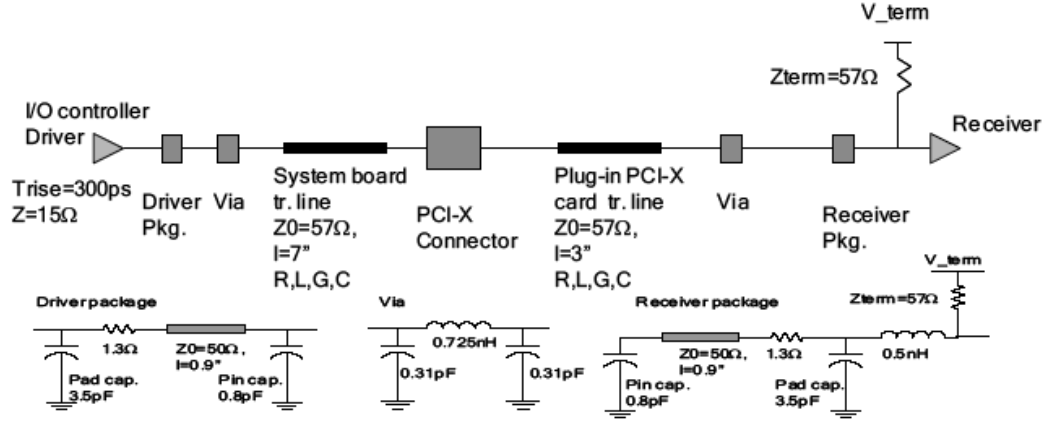 V_term
Zterm=57Ω
I/O controller
Driver
Receiver
Trise=300ps
Z=15Ω
Driver
Pkg.
Via
System board
tr. line
Z0=57Ω,
l=7”
R,L,G,C
PCI-X
Connector
Plug-in PCI-X
card tr. line
Z0=57Ω,
l=3”
R,L,G,C
Via
Receiver
Pkg.
Driver package
1.3Ω
Z0=50Ω,
l=0.9”
Pad cap.
3.5pF
Pin cap.
0.8pF
Via
0.725nH
0.31pF
0.31pF
Receiver package
V_term
Zterm=57Ω
Z0=50Ω,
l=0.9”
1.3Ω
0.5nH
Pin cap.
0.8pF
Pad cap.
3.5pF